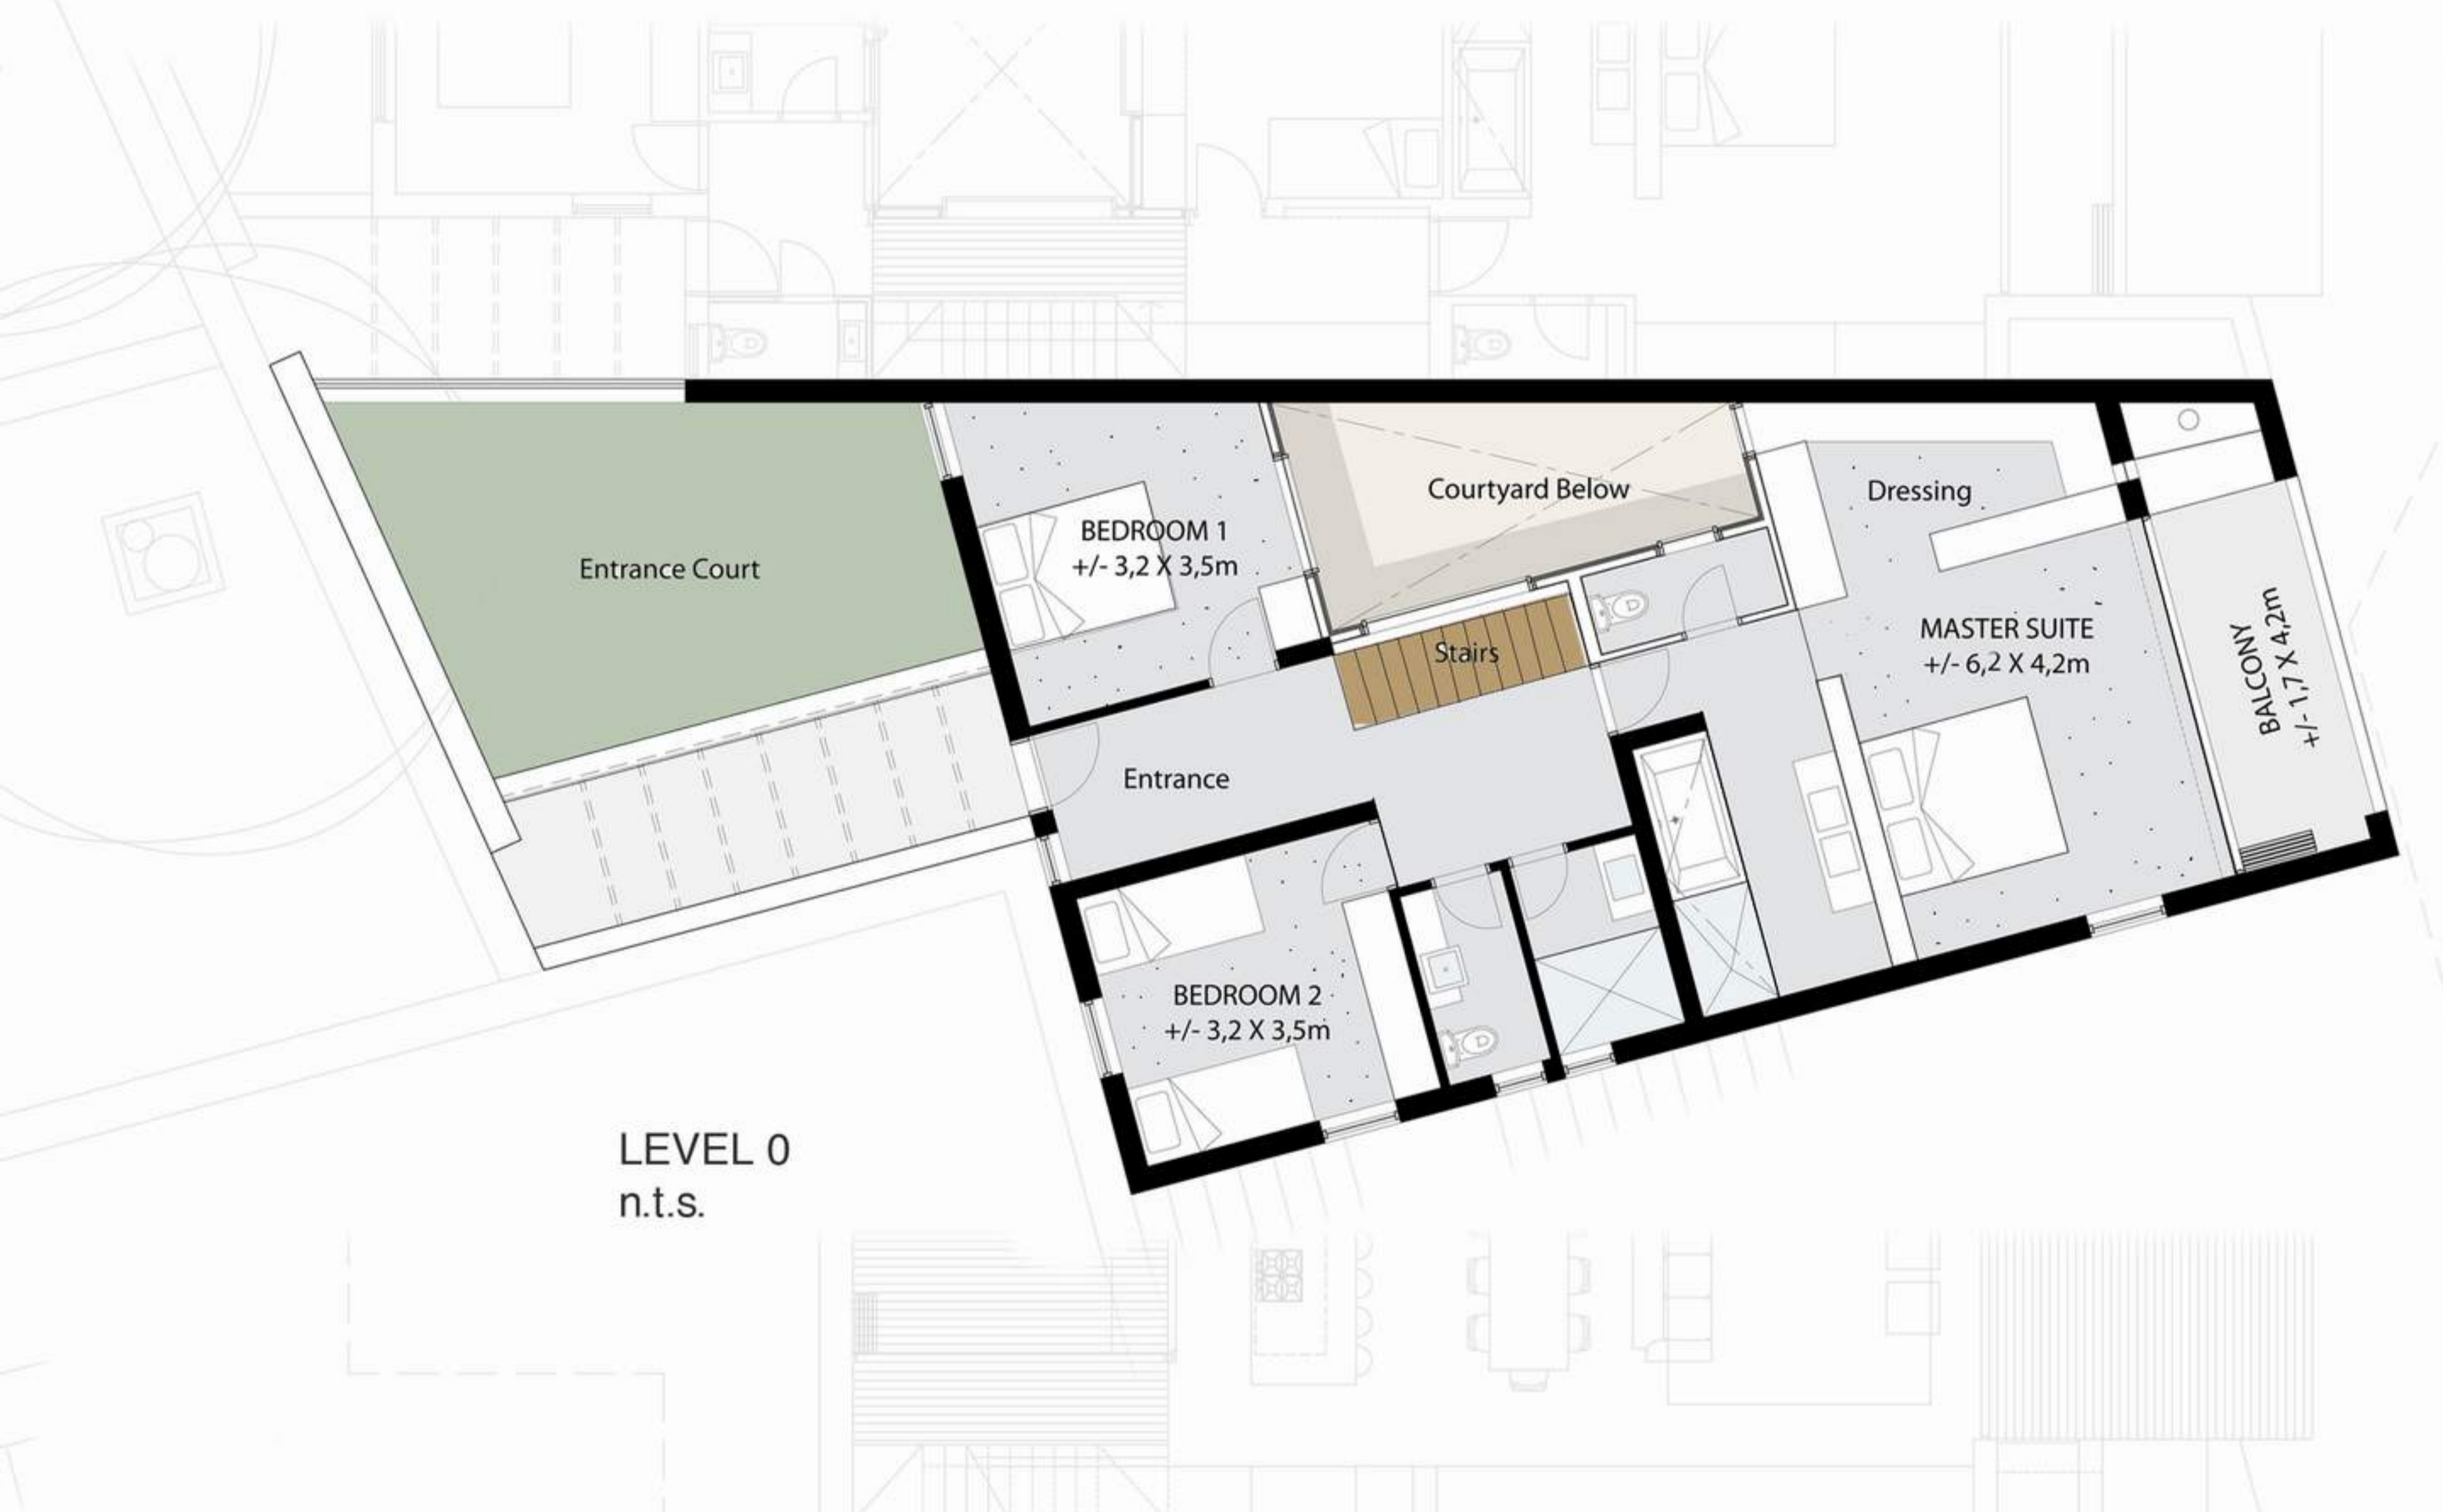 Entrance Court
BEDROOM 1
+/- 3,2 X 3,5m
Courtyard Below
Dressing
Stairs
MASTER SUITE
+/- 6,2 X 4,2m
BALCONY
+/- 1,7 X 4,2m
Entrance
BEDROOM 2
+/- 3,2 X 3,5m
LEVEL 0
n.t.s.